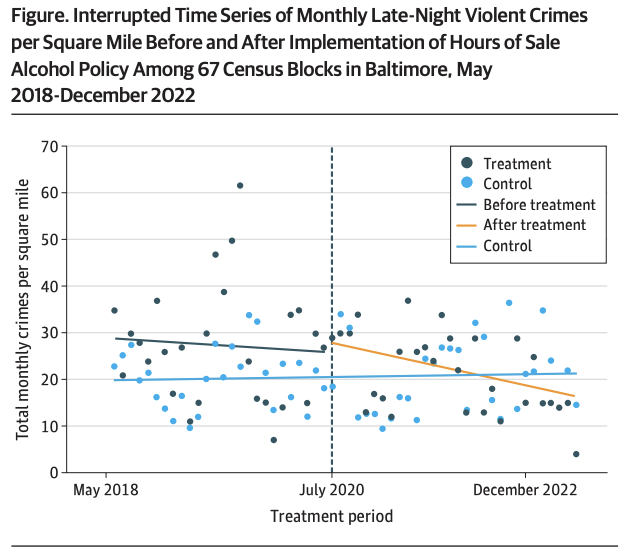 Figure. Interrupted Time Series of Monthly Late-Night Violent Crimes
per Square Mile Before and After Implementation of Hours of Sale
Alcohol Policy Among 67 Census Blocks in Baltimore, May
2018-December 2022
70
60
50
40
30
20
10
0
Total monthly crimes per square mile
Treatment
Control
Before treatment
After treatment
Control
May 2018
July 2020
December 2022
Treatment period